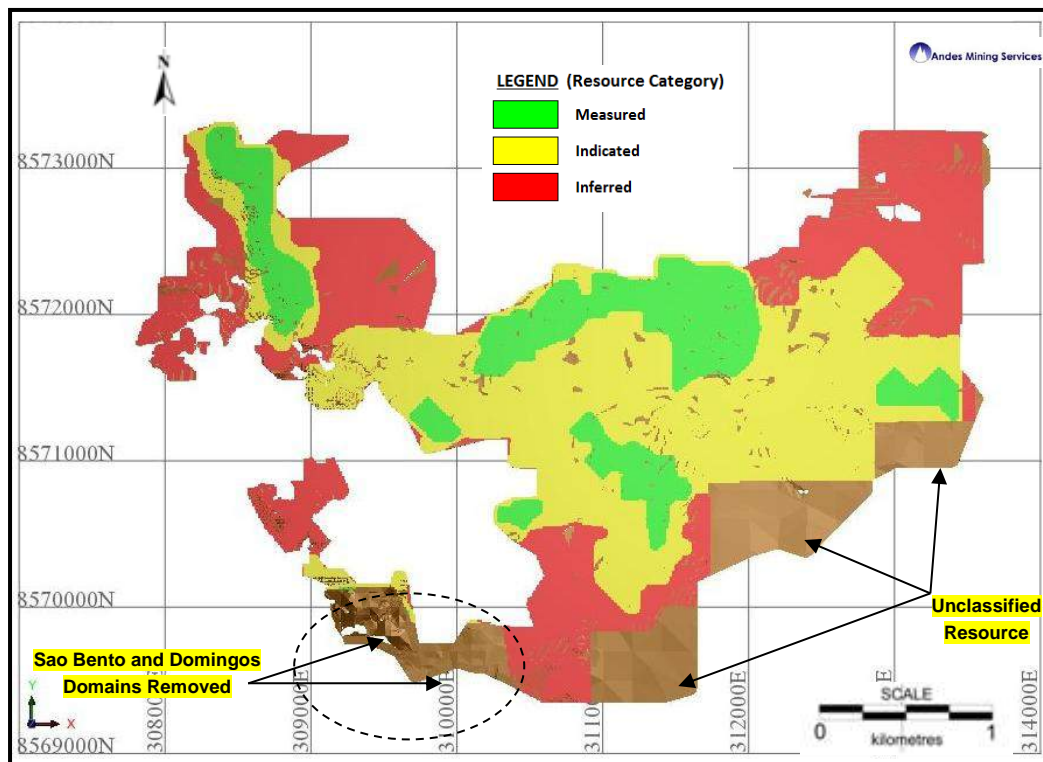 N
Andes Mining Services
LEGEND (Resource Category)
Measured
Indicated
Inferred
8573000N
8572000N
8571000N
8570000N
8569000N
Unclassified
Resource
Sao Bento and Domingos
Domains Removed
Y
X
309000E
310000E
312000E
E
314000E
SCALE
0
1
kilometres